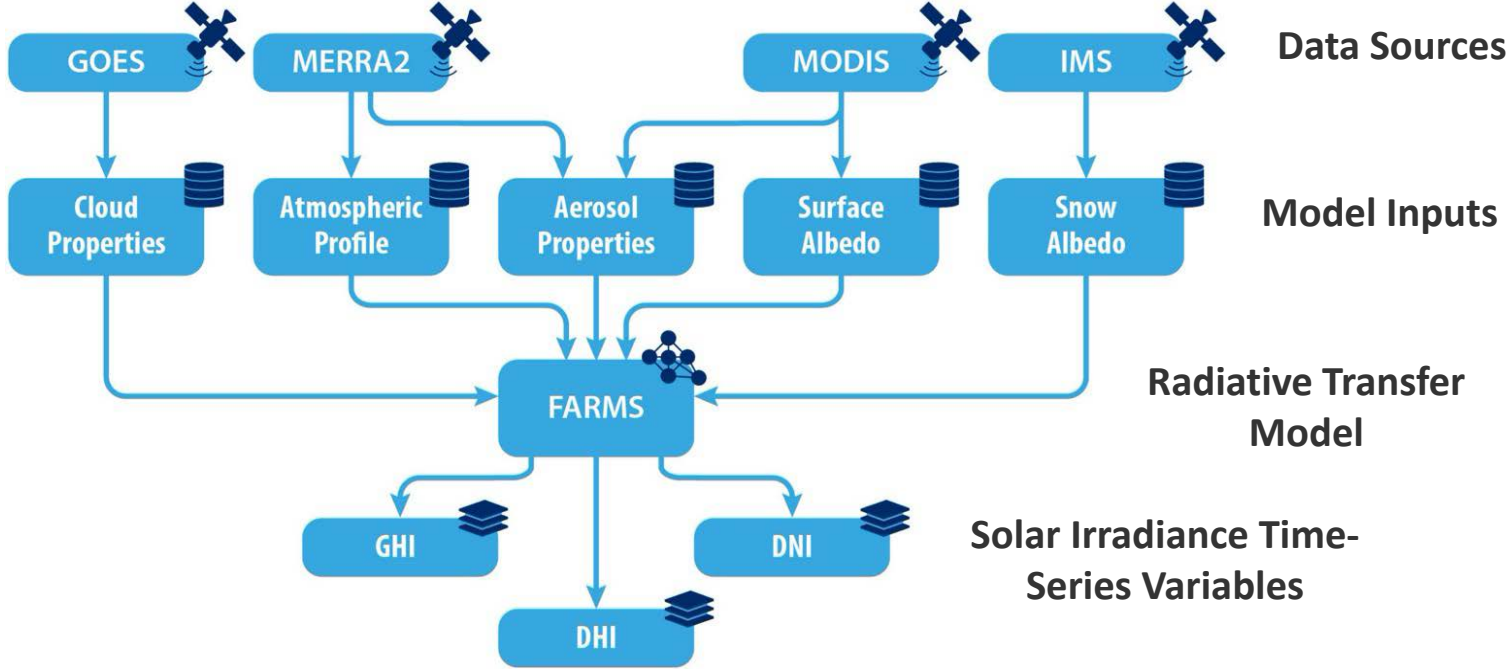 GOES
MERRA2
MODIS
IMS
Data Sources
Cloud
Properties
Atmospheric
Profile
Aerosol
Properties
Surface
Albedo
Snow
Albedo
Model Inputs
FARMS
Radiative Transfer
Model
GHI
DNI
DHI
Solar Irradiance Time-
Series Variables